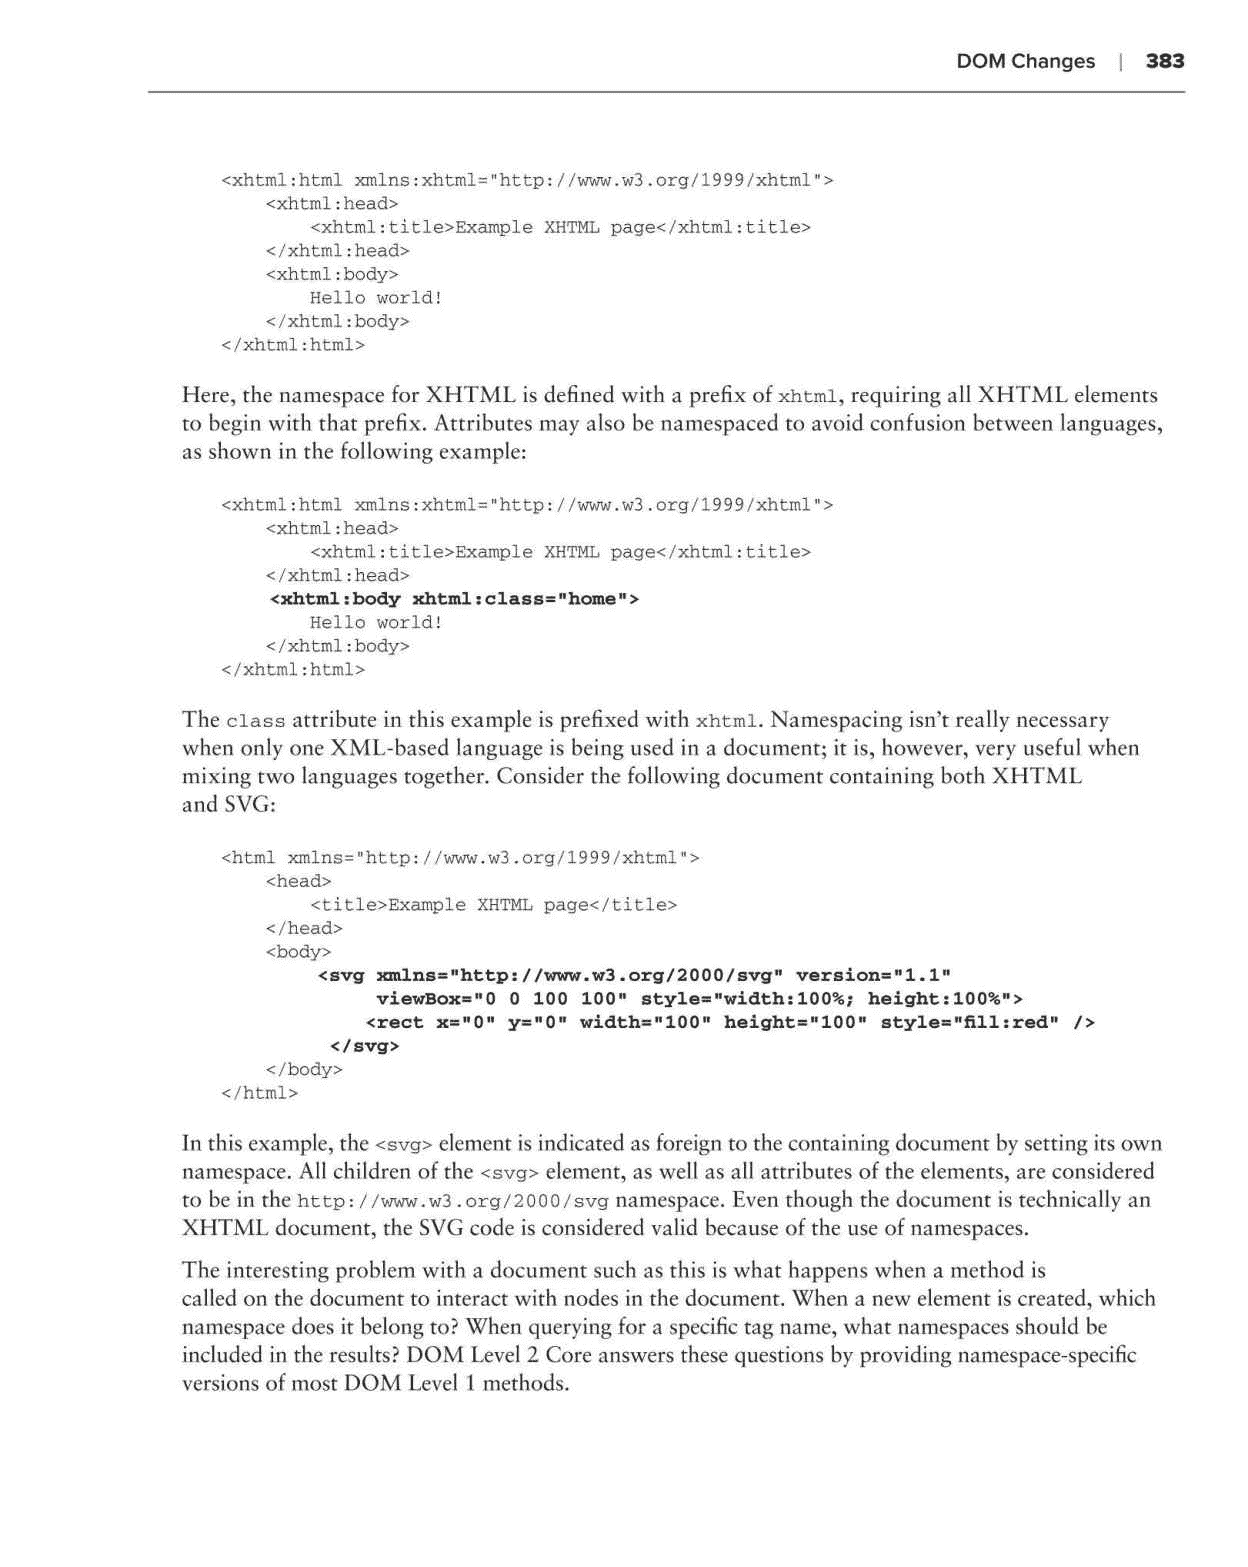 DOM Changes | 383
<xhtml:html xmlns:xhtml="http://www.w3.org/1999/xhtml">
    <xhtml:head>
        <xhtml:title>Example XHTML page</xhtml:title>
    </xhtml:head>
    <xhtml:body>
        Hello world!
    </xhtml:body>
</xhtml:html>
Here, the namespace for XHTML is defined with a prefix of xhtml, requiring all XHTML elements
to begin with that prefix. Attributes may also be namespaced to avoid confusion between languages,
as shown in the following example:
<xhtml:html xmlns:xhtml="http://www.w3.org/1999/xhtml">
    <xhtml:head>
        <xhtml:title>Example XHTML page</xhtml:title>
    </xhtml:head>
    <xhtml:body xhtml:class="home">
        Hello world!
    </xhtml:body>
</xhtml:html>
The class attribute in this example is prefixed with xhtml. Namespacing isn’t really necessary
when only one XML-based language is being used in a document; it is, however, very useful when
mixing two languages together. Consider the following document containing both XHTML
and SVG:
<html xmlns="http://www.w3.org/1999/xhtml">
    <head>
        <title>Example XHTML page</title>
    </head>
    <body>
        <svg xmlns="http://www.w3.org/2000/svg" version="1.1"
             viewBox="0 0 100 100" style="width:100%; height:100%">
            <rect x="0" y="0" width="100" height="100" style="fill:red" />
        </svg>
    </body>
</html>
In this example, the <svg> element is indicated as foreign to the containing document by setting its own
namespace. All children of the <svg> element, as well as all attributes of the elements, are considered
to be in the http://www.w3.org/2000/svg namespace. Even though the document is technically an
XHTML document, the SVG code is considered valid because of the use of namespaces.
The interesting problem with a document such as this is what happens when a method is
called on the document to interact with nodes in the document. When a new element is created, which
namespace does it belong to? When querying for a specific tag name, what namespaces should be
included in the results? DOM Level 2 Core answers these questions by providing namespace-specific
versions of most DOM Level 1 methods.